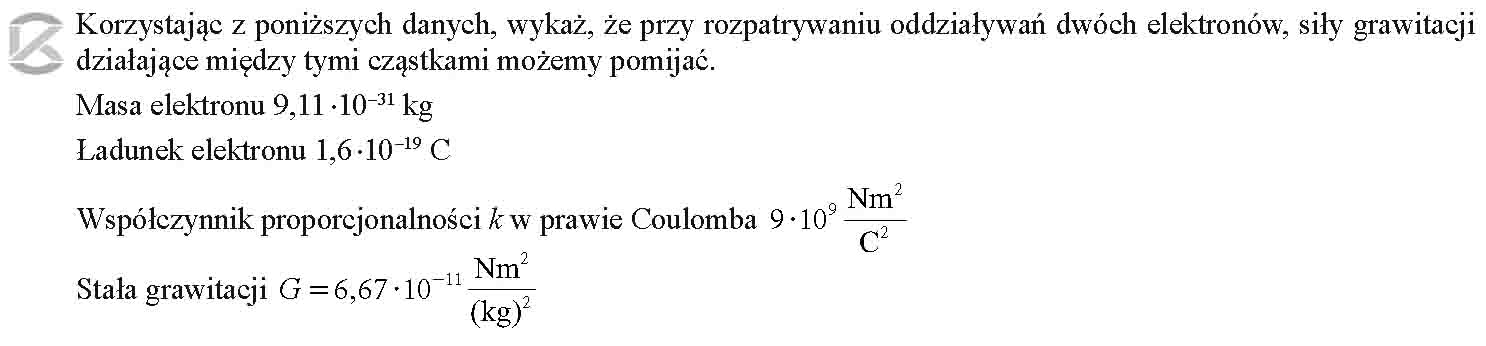 Korzystając z poniższych danych, wykaż, że przy rozpatrywaniu oddziaływań dwóch elektronów, siły grawitacji
działające między tymi cząstkami możemy pomijać.
Masa elektronu 9,11·10⁻³¹ kg
Ładunek elektronu 1,6·10⁻¹⁹ C
Współczynnik proporcjonalności k w prawie Coulomba 9·10⁹ Nm²/C²
Stała grawitacji G = 6,67·10⁻¹¹ Nm²/(kg)²